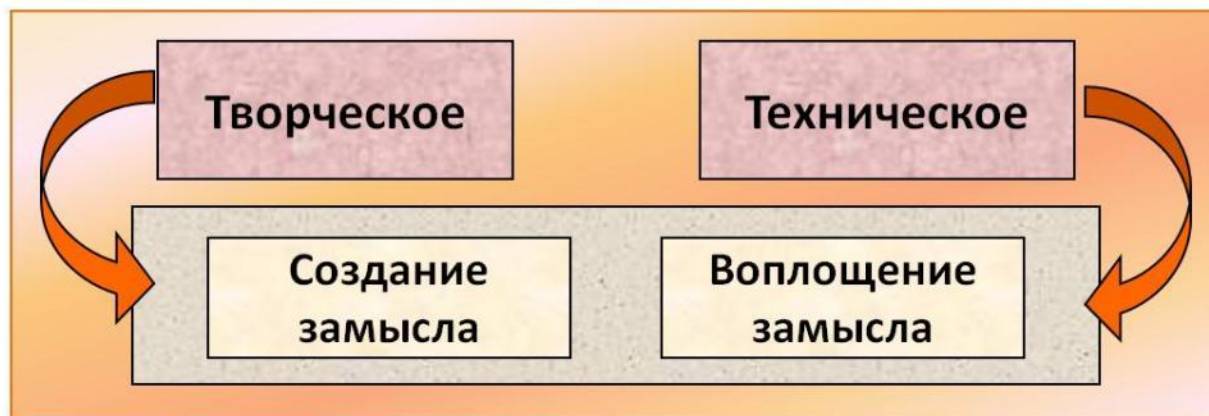 Творческое
Техническое
Создание
замысла
Воплощение
замысла